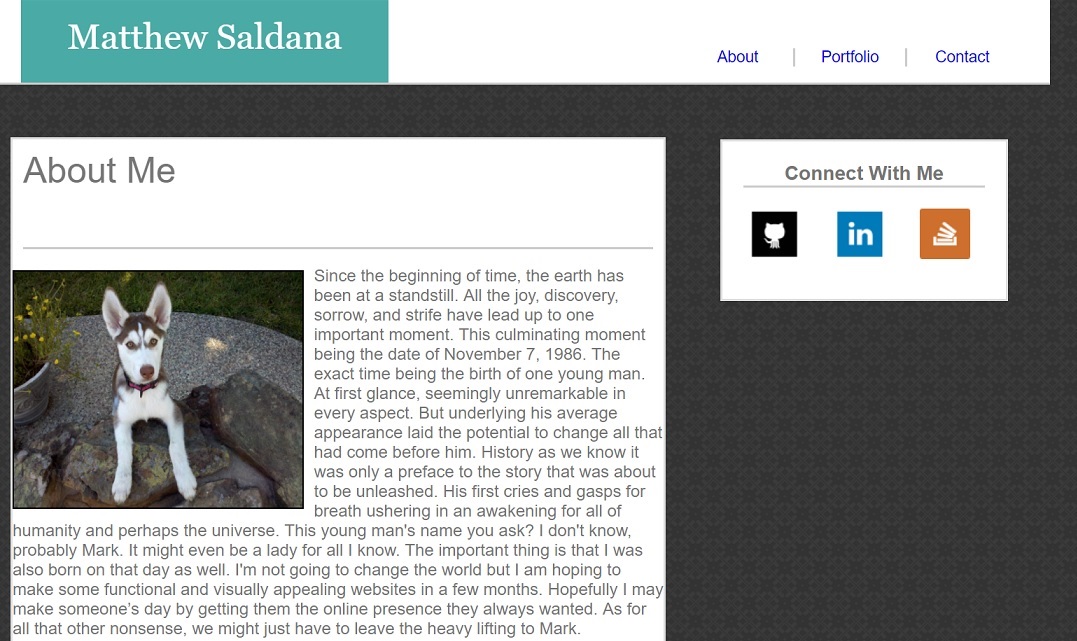 Matthew Saldana
About
Portfolio
Contact
About Me
Since the beginning of time, the earth has
been at a standstill. All the joy, discovery,
sorrow, and strife have lead up to one
important moment. This culminating moment
being the date of November 7, 1986. The
exact time being the birth of one young man.
At first glance, seemingly unremarkable in
every aspect. But underlying his average
appearance laid the potential to change all that
had come before him. History as we know it
was only a preface to the story that was about
to be unleashed. His first cries and gasps for
breath ushering in an awakening for all of
humanity and perhaps the universe. This young man's name you ask? I don't know,
probably Mark. It might even be a lady for all I know. The important thing is that I was
also born on that day as well. I'm not going to change the world but I am hoping to
make some functional and visually appealing websites in a few months. Hopefully I may
make someone’s day by getting them the online presence they always wanted. As for
all that other nonsense, we might just have to leave the heavy lifting to Mark.
Connect With Me
in